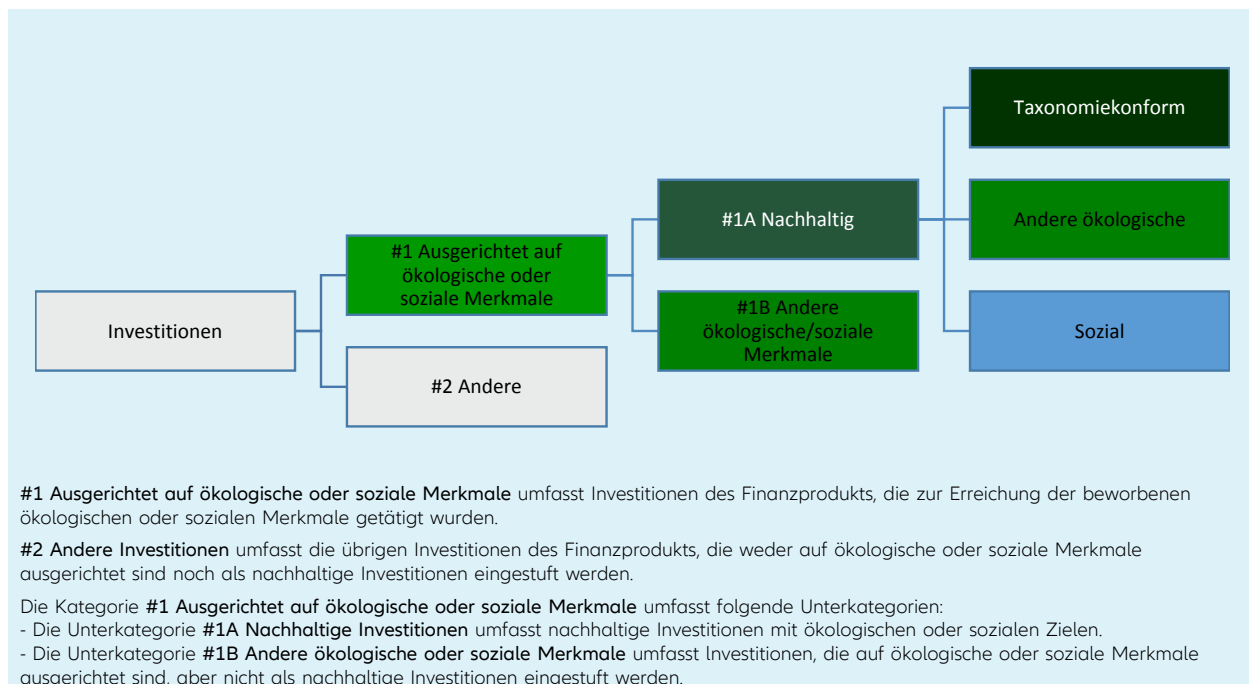 Taxonomiekonform
#1A Nachhaltig
Andere ökologische
#1 Ausgerichtet auf
ökologische oder
soziale Merkmale
#1B Andere
ökologische/soziale
Merkmale
Investitionen
Sozial
#2 Andere
#1 Ausgerichtet auf ökologische oder soziale Merkmale umfasst Investitionen des Finanzprodukts, die zur Erreichung der beworbenen
ökologischen oder sozialen Merkmale getätigt wurden.
#2 Andere Investitionen umfasst die übrigen Investitionen des Finanzprodukts, die weder auf ökologische oder soziale Merkmale
ausgerichtet sind noch als nachhaltige Investitionen eingestuft werden.
Die Kategorie #1 Ausgerichtet auf ökologische oder soziale Merkmale umfasst folgende Unterkategorien:
- Die Unterkategorie #1A Nachhaltige Investitionen umfasst nachhaltige Investitionen mit ökologischen oder sozialen Zielen.
- Die Unterkategorie #1B Andere ökologische oder soziale Merkmale umfasst Investitionen, die auf ökologische oder soziale Merkmale
ausgerichtet sind, aber nicht als nachhaltige Investitionen eingestuft werden.